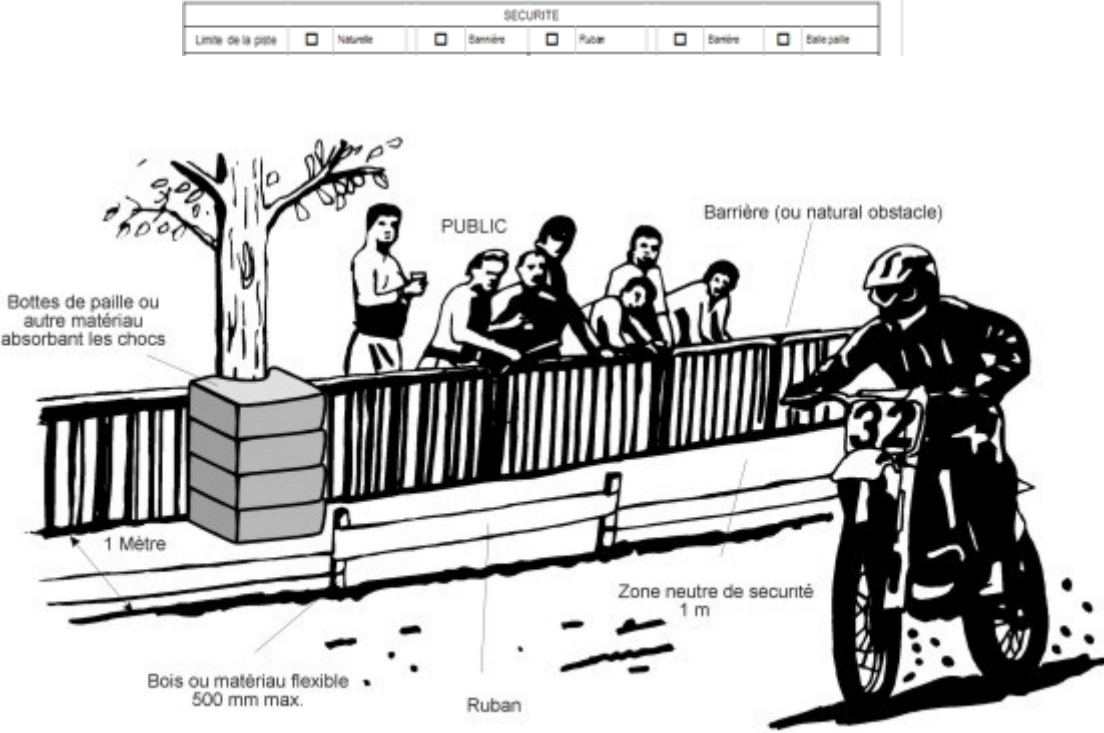 SECURITE
Limite de la piste Naturelle Bannière Ruban Barrière Balle paille
PUBLIC
Barrière (ou natural obstacle)
Bottes de paille ou
autre matériau
absorbant les chocs
32
1 Mètre
Zone neutre de securité
1 m
Bois ou matériau flexible
500 mm max.
Ruban